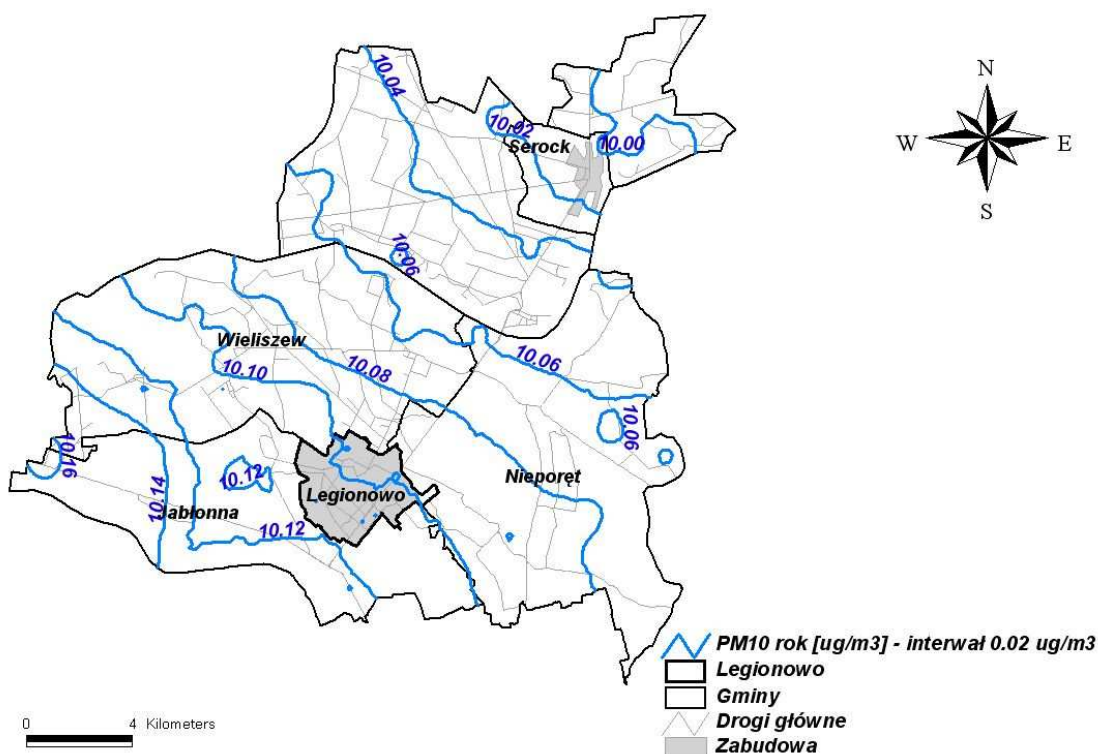 N
W
E
S
10.04
10.02
10.00
Serock
10.06
Wieliszew
10.10
10.08
10.06
10.06
10.16
10.14
10.12
Nieporęt
Legionowo
Jabłonna
10.12
PM10 rok [ug/m3] - interwał 0.02 ug/m3
Legionowo
Gminy
Drogi główne
Zabudowa
0 4 Kilometers